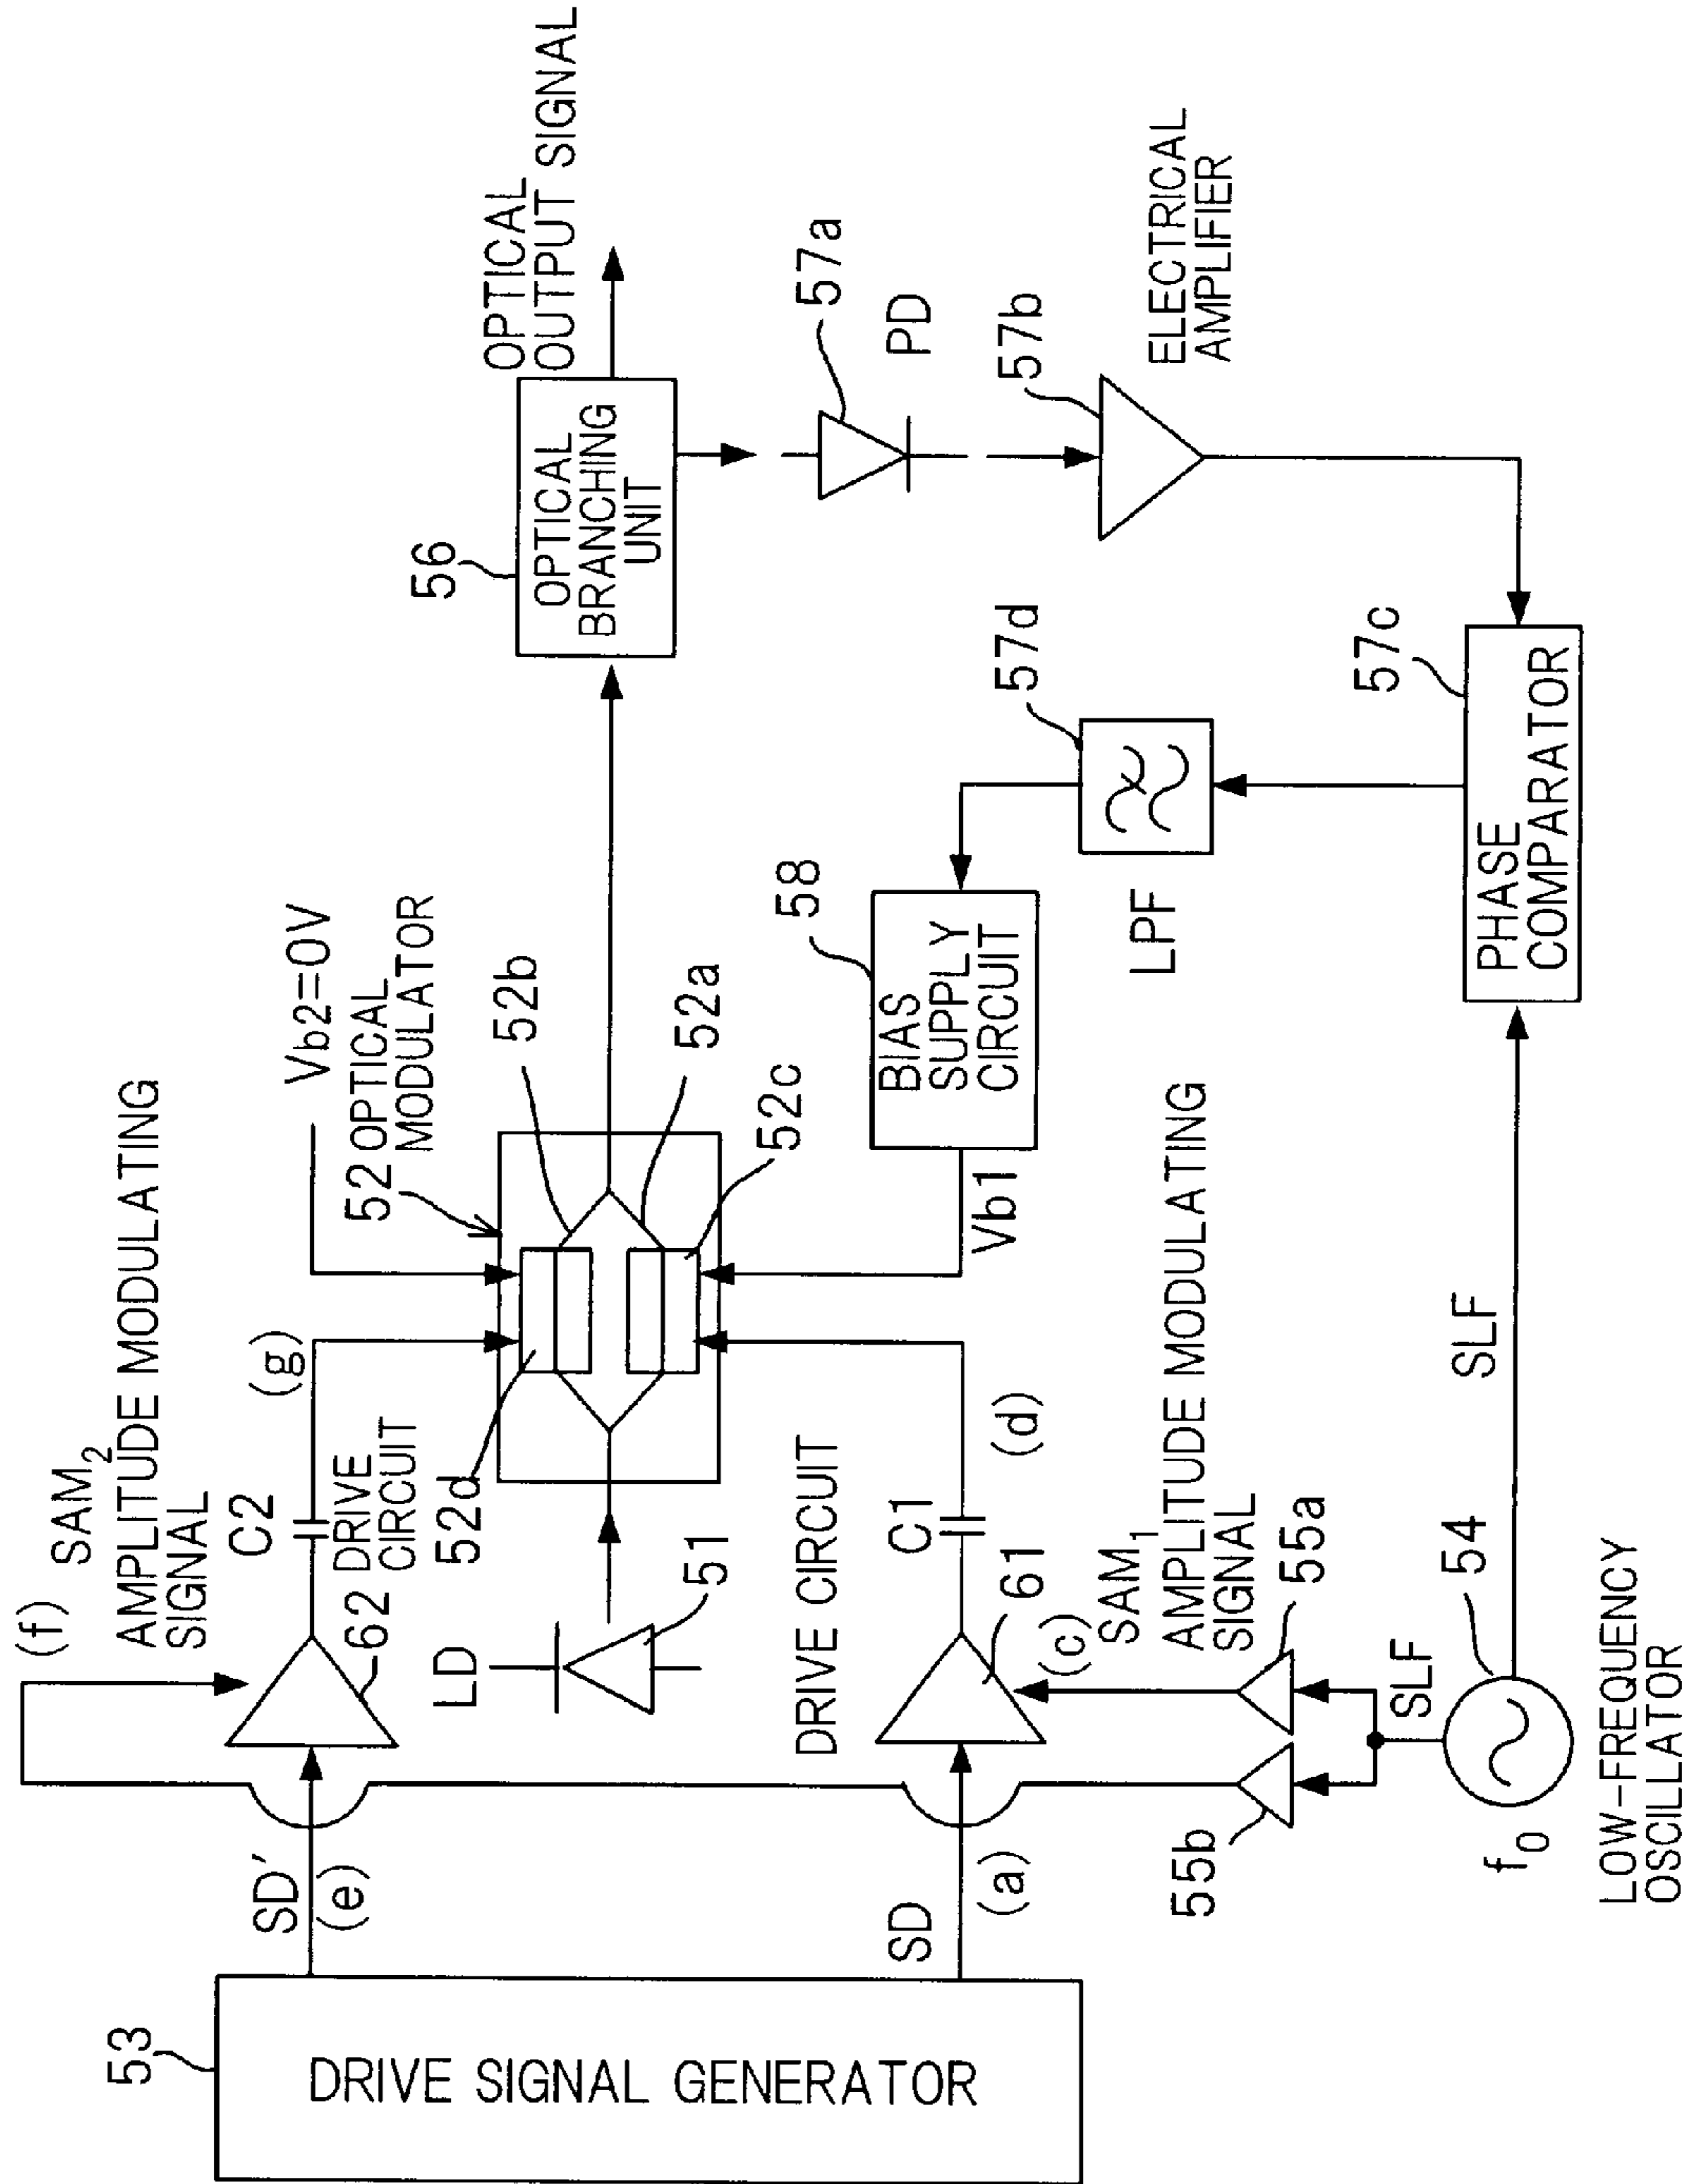 53
DRIVE SIGNAL GENERATOR
SD'
(e)
SD
(a)
(f)
SAM2
AMPLITUDE MODULATING
SIGNAL
62
DRIVE
CIRCUIT
C2
(g)
Vb2=0V
52 OPTICAL
MODULATOR
52b
52a
52c
52d
LD
51
DRIVE CIRCUIT
61
C1
(d)
(c)
SAM1
AMPLITUDE MODULATING
SIGNAL
55a
55b
SLF
54
f0
LOW-FREQUENCY
OSCILLATOR
SLF
Vb1
58
BIAS
SUPPLY
CIRCUIT
57d
LPF
57c
PHASE
COMPARATOR
56
OPTICAL
BRANCHING
UNIT
OPTICAL
OUTPUT SIGNAL
57a
PD
57b
ELECTRICAL
AMPLIFIER